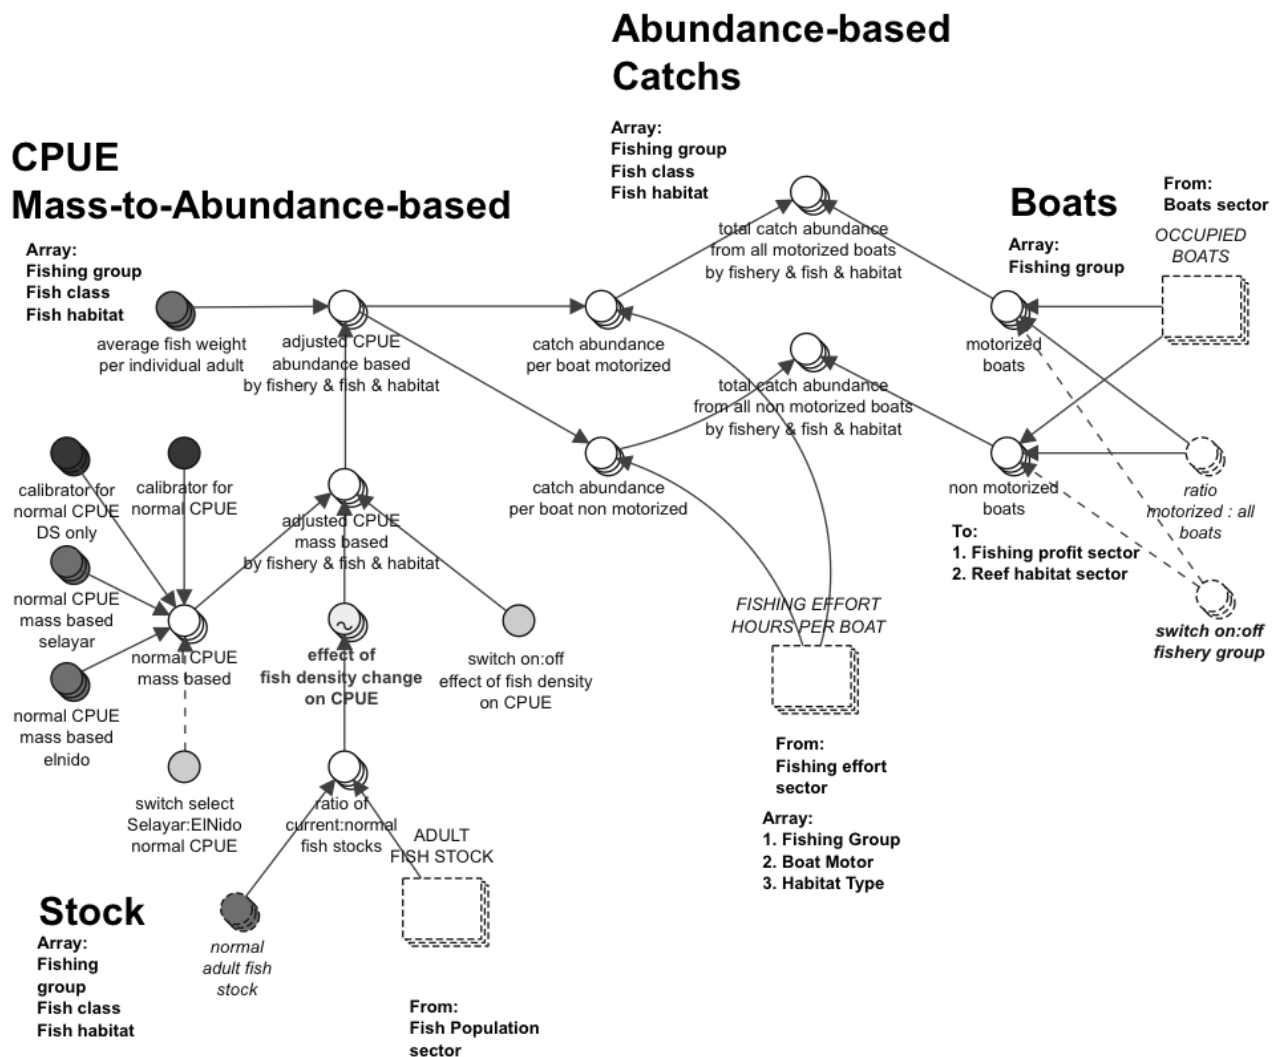 Abundance-based
Catchs
Array:
Fishing group
Fish class
Fish habitat
CPUE
Mass-to-Abundance-based
Array:
Fishing group
Fish class
Fish habitat
Boats
Array:
Fishing group
From:
Boats sector
OCCUPIED
BOATS
total catch abundance
from all motorized boats
by fishery & fish & habitat
average fish weight
per individual adult
adjusted CPUE
abundance based
by fishery & fish & habitat
catch abundance
per boat motorized
motorized
boats
total catch abundance
from all non motorized boats
by fishery & fish & habitat
calibrator for
normal CPUE
DS only
calibrator for
normal CPUE
adjusted CPUE
mass based
by fishery & fish & habitat
catch abundance
per boat non motorized
non motorized
boats
ratio
motorized : all
boats
To:
1. Fishing profit sector
2. Reef habitat sector
normal CPUE
mass based
selayar
normal CPUE
mass based
effect of
fish density change
on CPUE
switch on:off
effect of fish density
on CPUE
FISHING EFFORT
HOURS PER BOAT
switch on:off
fishery group
normal CPUE
mass based
elnido
switch select
Selayar:ElNido
normal CPUE
ratio of
current:normal
fish stocks
ADULT
FISH STOCK
From:
Fishing effort
sector
Array:
1. Fishing Group
2. Boat Motor
3. Habitat Type
Stock
Array:
Fishing
group
Fish class
Fish habitat
normal
adult fish
stock
From:
Fish Population
sector